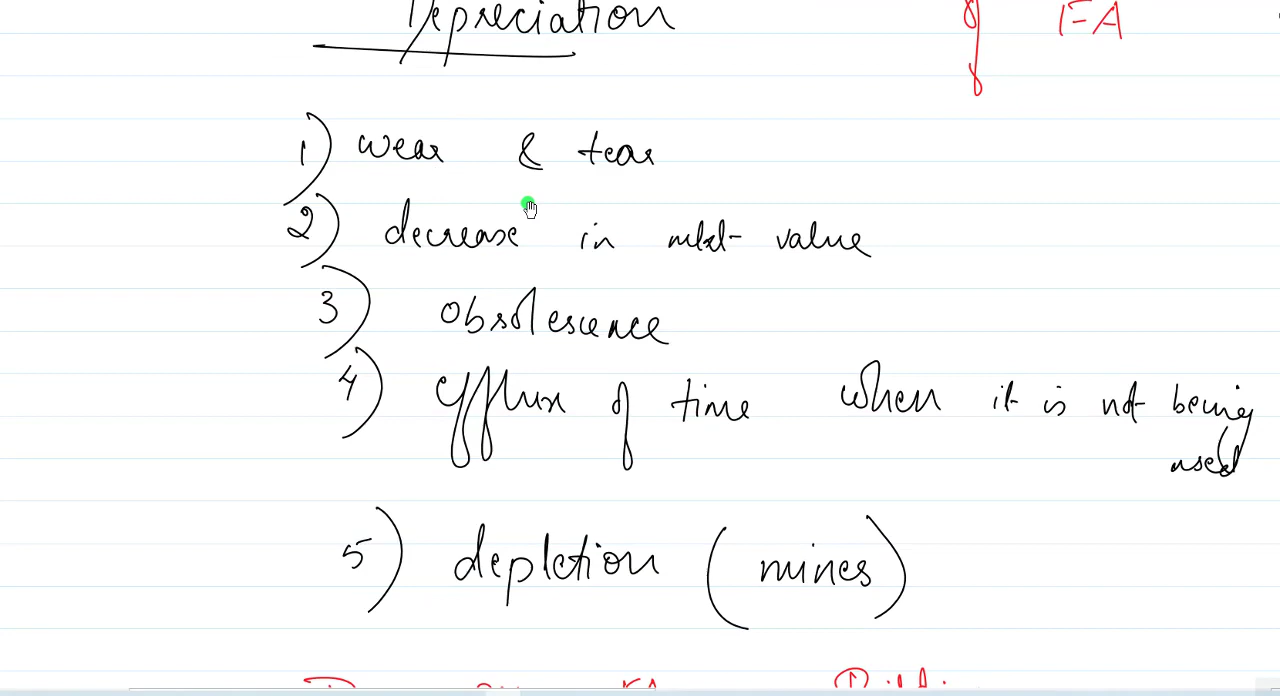 Depreciation
FA
1) wear & tear
2) decrease in mkt value
3) obsolescence
4) efflux of time when it is not being
used
5) depletion (mines)